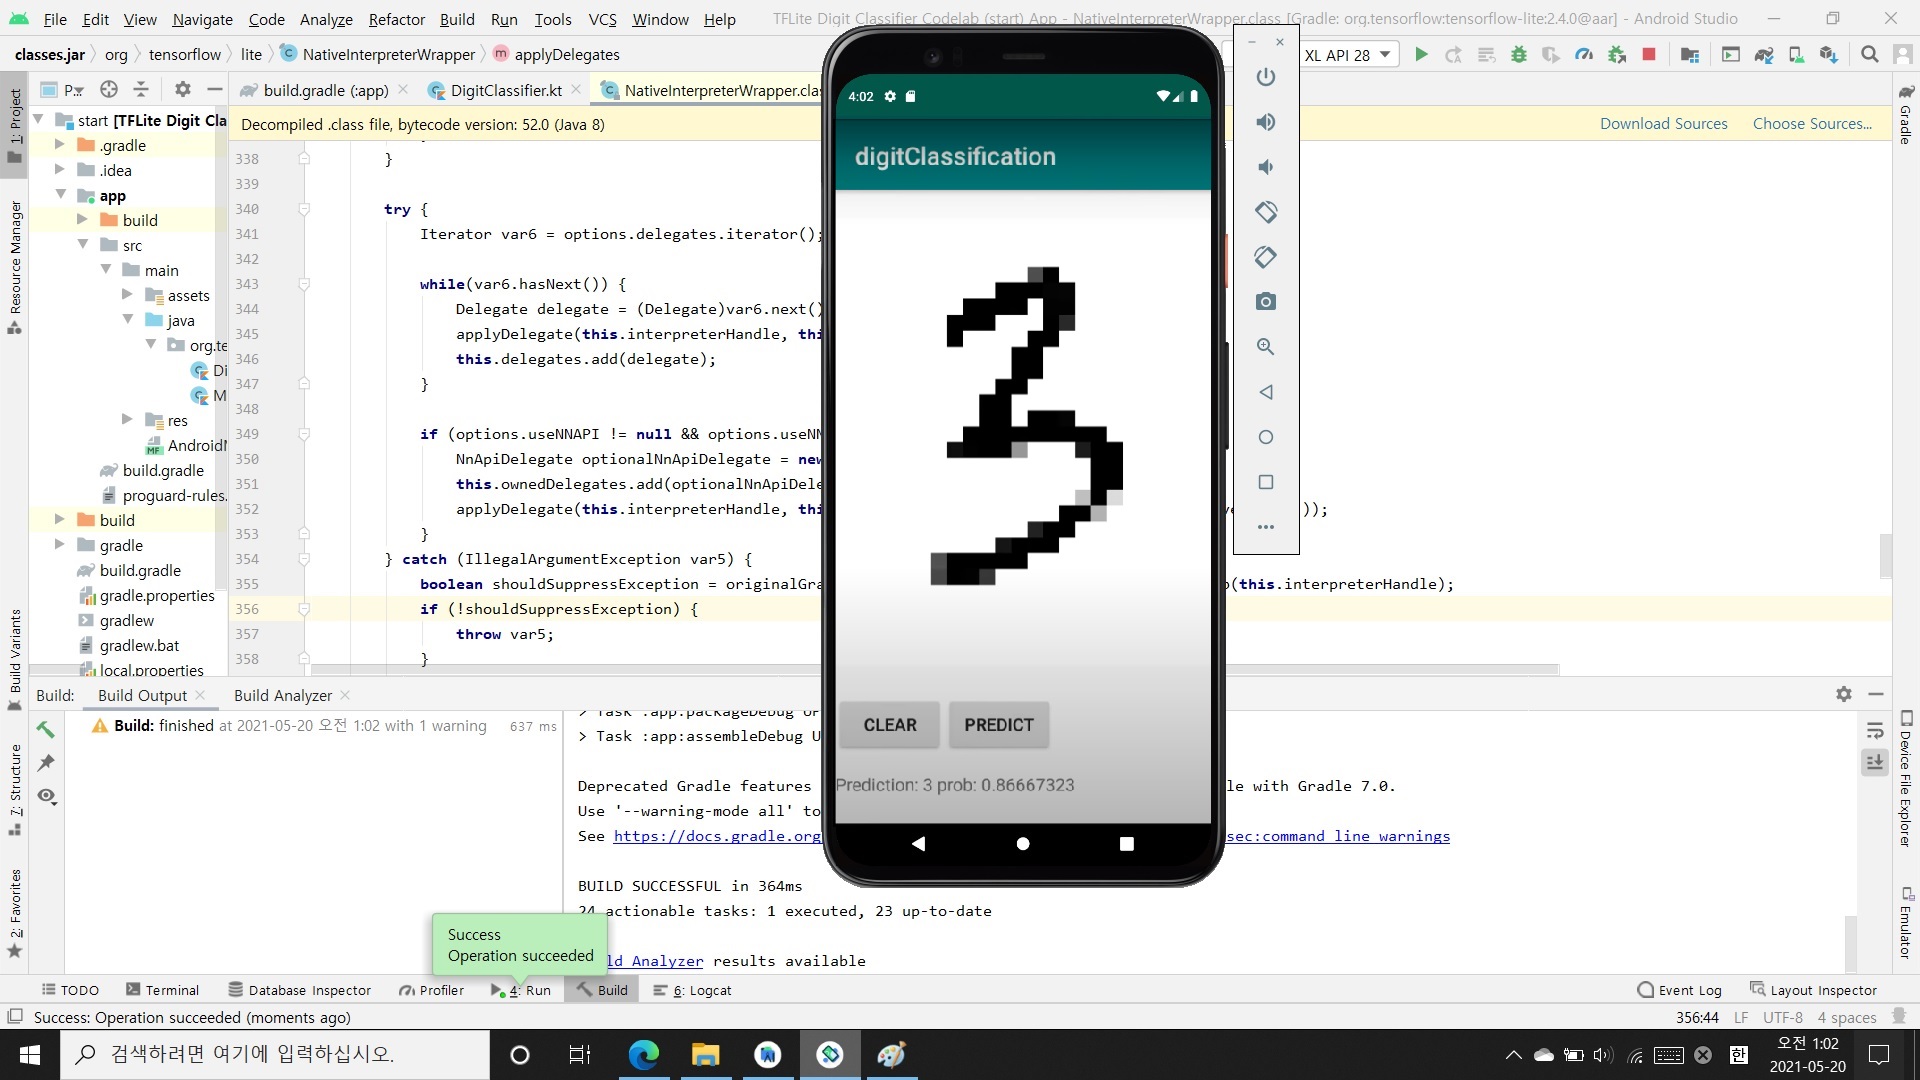 File Edit View Navigate Code Analyze Refactor Build Run Tools VCS Window Help TFLite Digit Classifier Codelab (start) App - NativeInterpreterWrapper.class [Gradle: org.tensorflow:tensorflow-lite:2.4.0@aar] - Android Studio
classes.jar org tensorflow lite NativeInterpreterWrapper applyDelegates XL API 28
P... build.gradle (:app) DigitClassifier.kt NativeInterpreterWrapper.cla
Decompiled .class file, bytecode version: 52.0 (Java 8) Download Sources Choose Sources...
1: Project
Resource Manager
Build Variants
7: Structure
2: Favorites
start [TFLite Digit Cla
.gradle
.idea
app
build
src
main
assets
java
org.te
Di
M
res
AndroidM
build.gradle
proguard-rules.
build
gradle
build.gradle
gradle.properties
gradlew
gradlew.bat
local.properties
338 }
339
340 try {
341 Iterator var6 = options.delegates.iterator();
342
343 while(var6.hasNext()) {
344 Delegate delegate = (Delegate)var6.next()
345 applyDelegate(this.interpreterHandle, thi
346 this.delegates.add(delegate);
347 }
348
349 if (options.useNNAPI != null && options.useNN
350 NnApiDelegate optionalNnApiDelegate = new
351 this.ownedDelegates.add(optionalNnApiDele
352 applyDelegate(this.interpreterHandle, thi ));
353 }
354 } catch (IllegalArgumentException var5) {
355 boolean shouldSuppressException = originalGra (this.interpreterHandle);
356 if (!shouldSuppressException) {
357 throw var5;
358 }
4:02
digitClassification
3
CLEAR PREDICT
Prediction: 3 prob: 0.86667323
Gradle
Device File Explorer
Emulator
Build: Build Output Build Analyzer
Build: finished at 2021-05-20 오전 1:02 with 1 warning 637 ms
> Task :app:packageDebug UP
> Task :app:assembleDebug U
Deprecated Gradle features le with Gradle 7.0.
Use '--warning-mode all' to
See https://docs.gradle.org sec:command_line_warnings
BUILD SUCCESSFUL in 364ms
24 actionable tasks: 1 executed, 23 up-to-date
ld Analyzer results available
Success
Operation succeeded
TODO Terminal Database Inspector Profiler 4: Run Build 6: Logcat Event Log Layout Inspector
Success: Operation succeeded (moments ago) 356:44 LF UTF-8 4 spaces
검색하려면 여기에 입력하십시오.
한
오전 1:02
2021-05-20